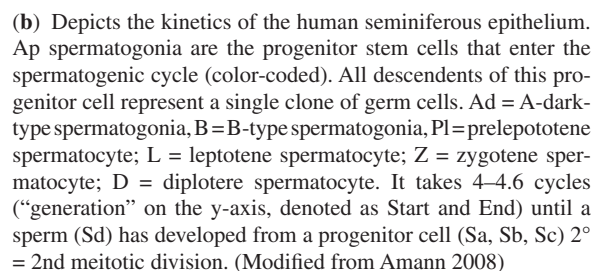 (b) Depicts the kinetics of the human seminiferous epithelium.
Ap spermatogonia are the progenitor stem cells that enter the
spermatogenic cycle (color-coded). All descendents of this pro-
genitor cell represent a single clone of germ cells. Ad = A-dark-
type spermatogonia, B = B-type spermatogonia, Pl = prelepototene
spermatocyte; L = leptotene spermatocyte; Z = zygotene sper-
matocyte; D = diplotere spermatocyte. It takes 4–4.6 cycles
(“generation” on the y-axis, denoted as Start and End) until a
sperm (Sd) has developed from a progenitor cell (Sa, Sb, Sc) 2°
= 2nd meitotic division. (Modified from Amann 2008)